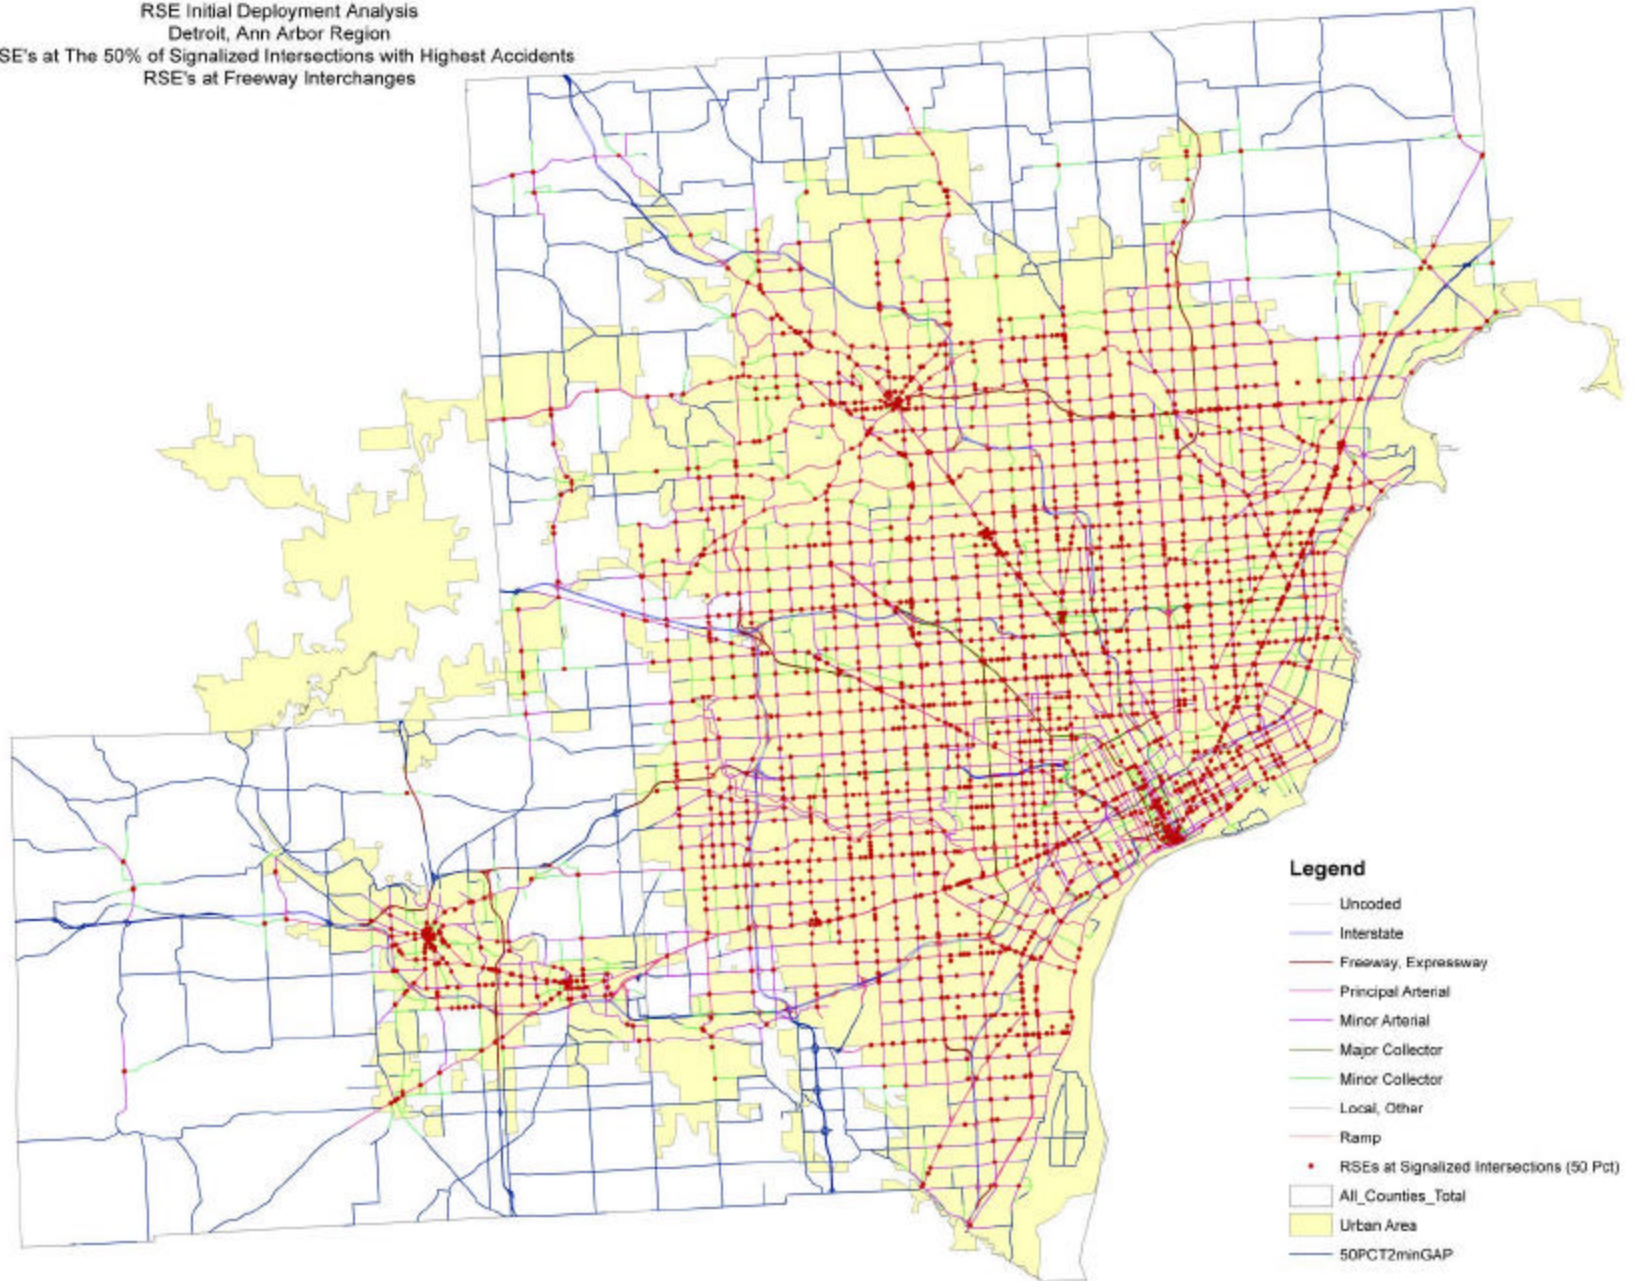 RSE Initial Deployment Analysis
Detroit, Ann Arbor Region
SE's at The 50% of Signalized Intersections with Highest Accidents
RSE's at Freeway Interchanges
Legend
Uncoded
Interstate
Freeway, Expressway
Principal Arterial
Minor Arterial
Major Collector
Minor Collector
Local, Other
Ramp
RSEs at Signalized Intersections (50 Pct)
All_Counties_Total
Urban Area
50PCT2minGAP